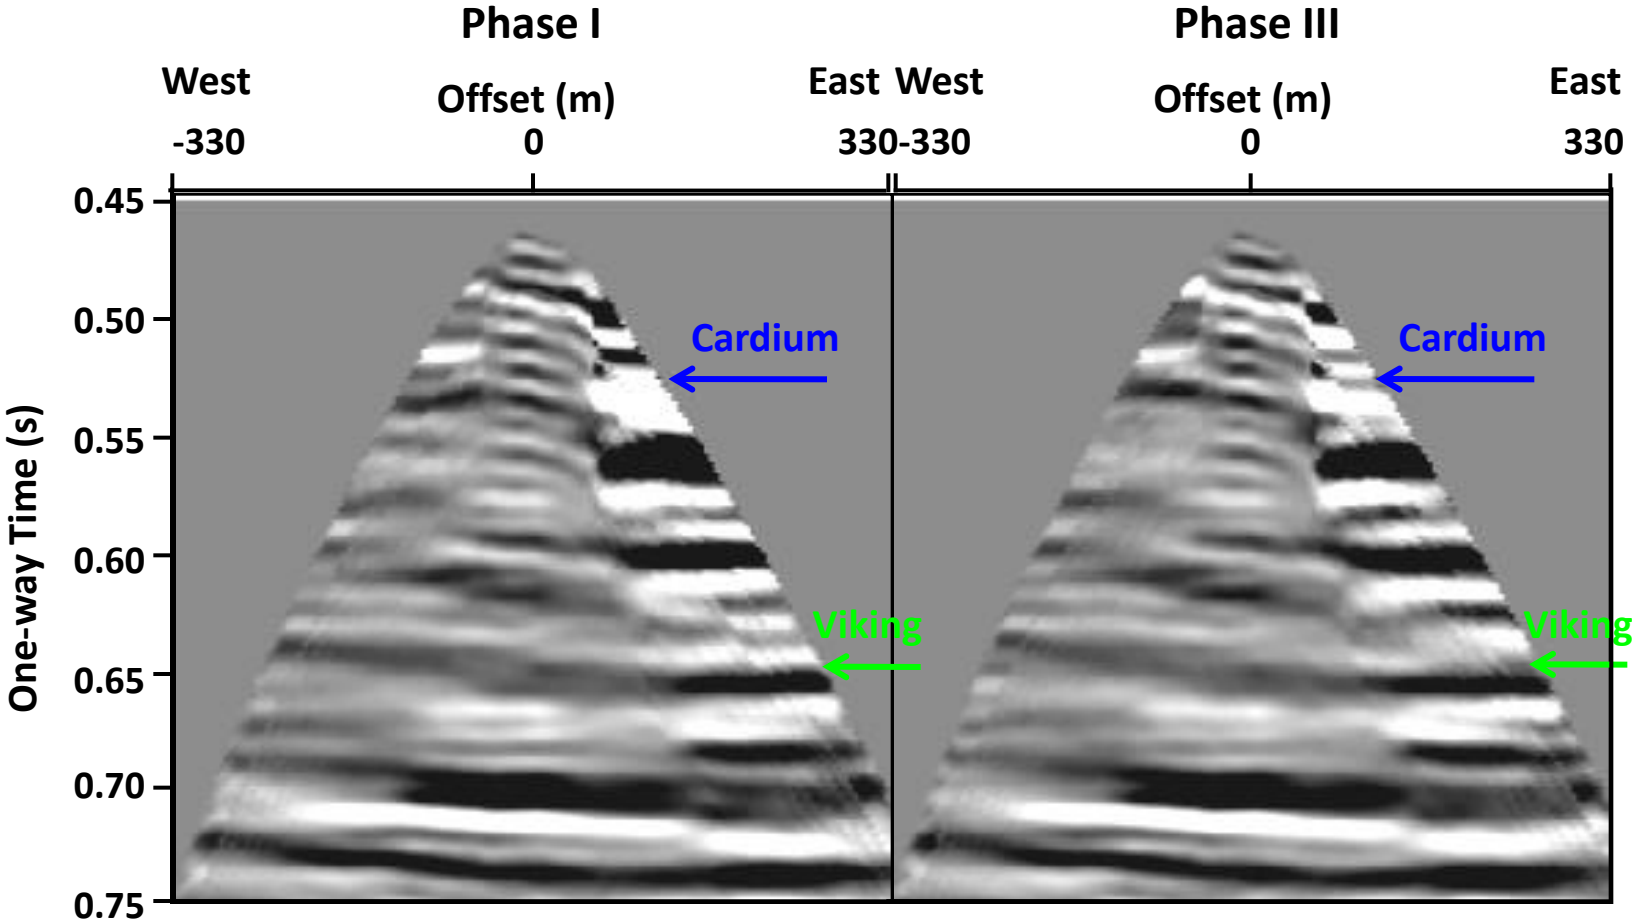 Phase I
Phase III
West
Offset (m)
East
West
Offset (m)
East
-330
0
330
-330
0
330
One-way Time (s)
0.45
0.50
0.55
0.60
0.65
0.70
0.75
Cardium
Viking
Cardium
Viking